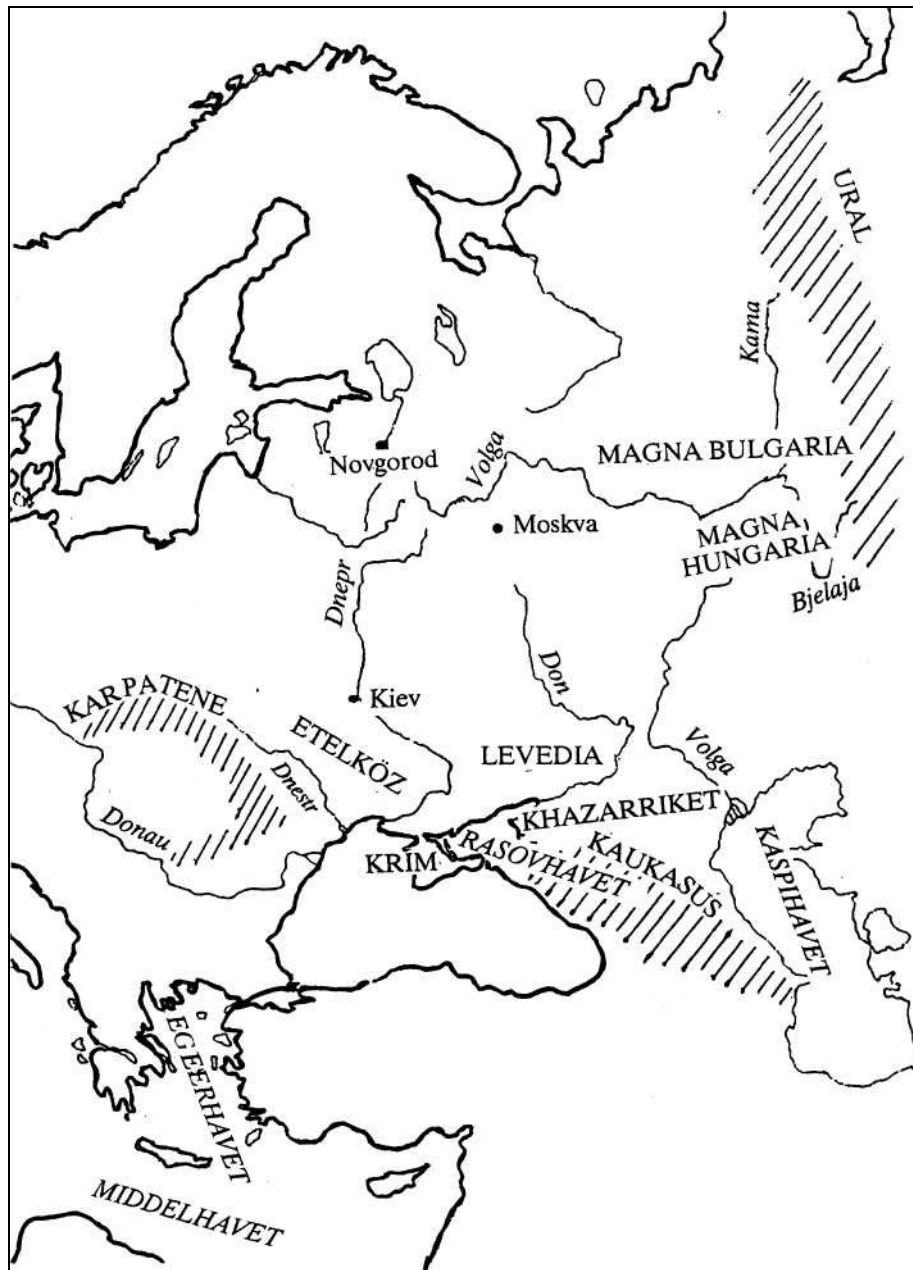 URAL
Kama
Novgorod
Volga
MAGNA BULGARIA
Moskva
MAGNA
HUNGARIA
Dnepr
Bjelaja
Don
KARPATENE
Kiev
ETELKÖZ
LEVEDIA
Volga
Dnestr
Donau
KHAZARRIKET
KRIM
RASOVHAVET
KAUKASUS
KASPIHAVET
EGEERHAVET
MIDDELHAVET